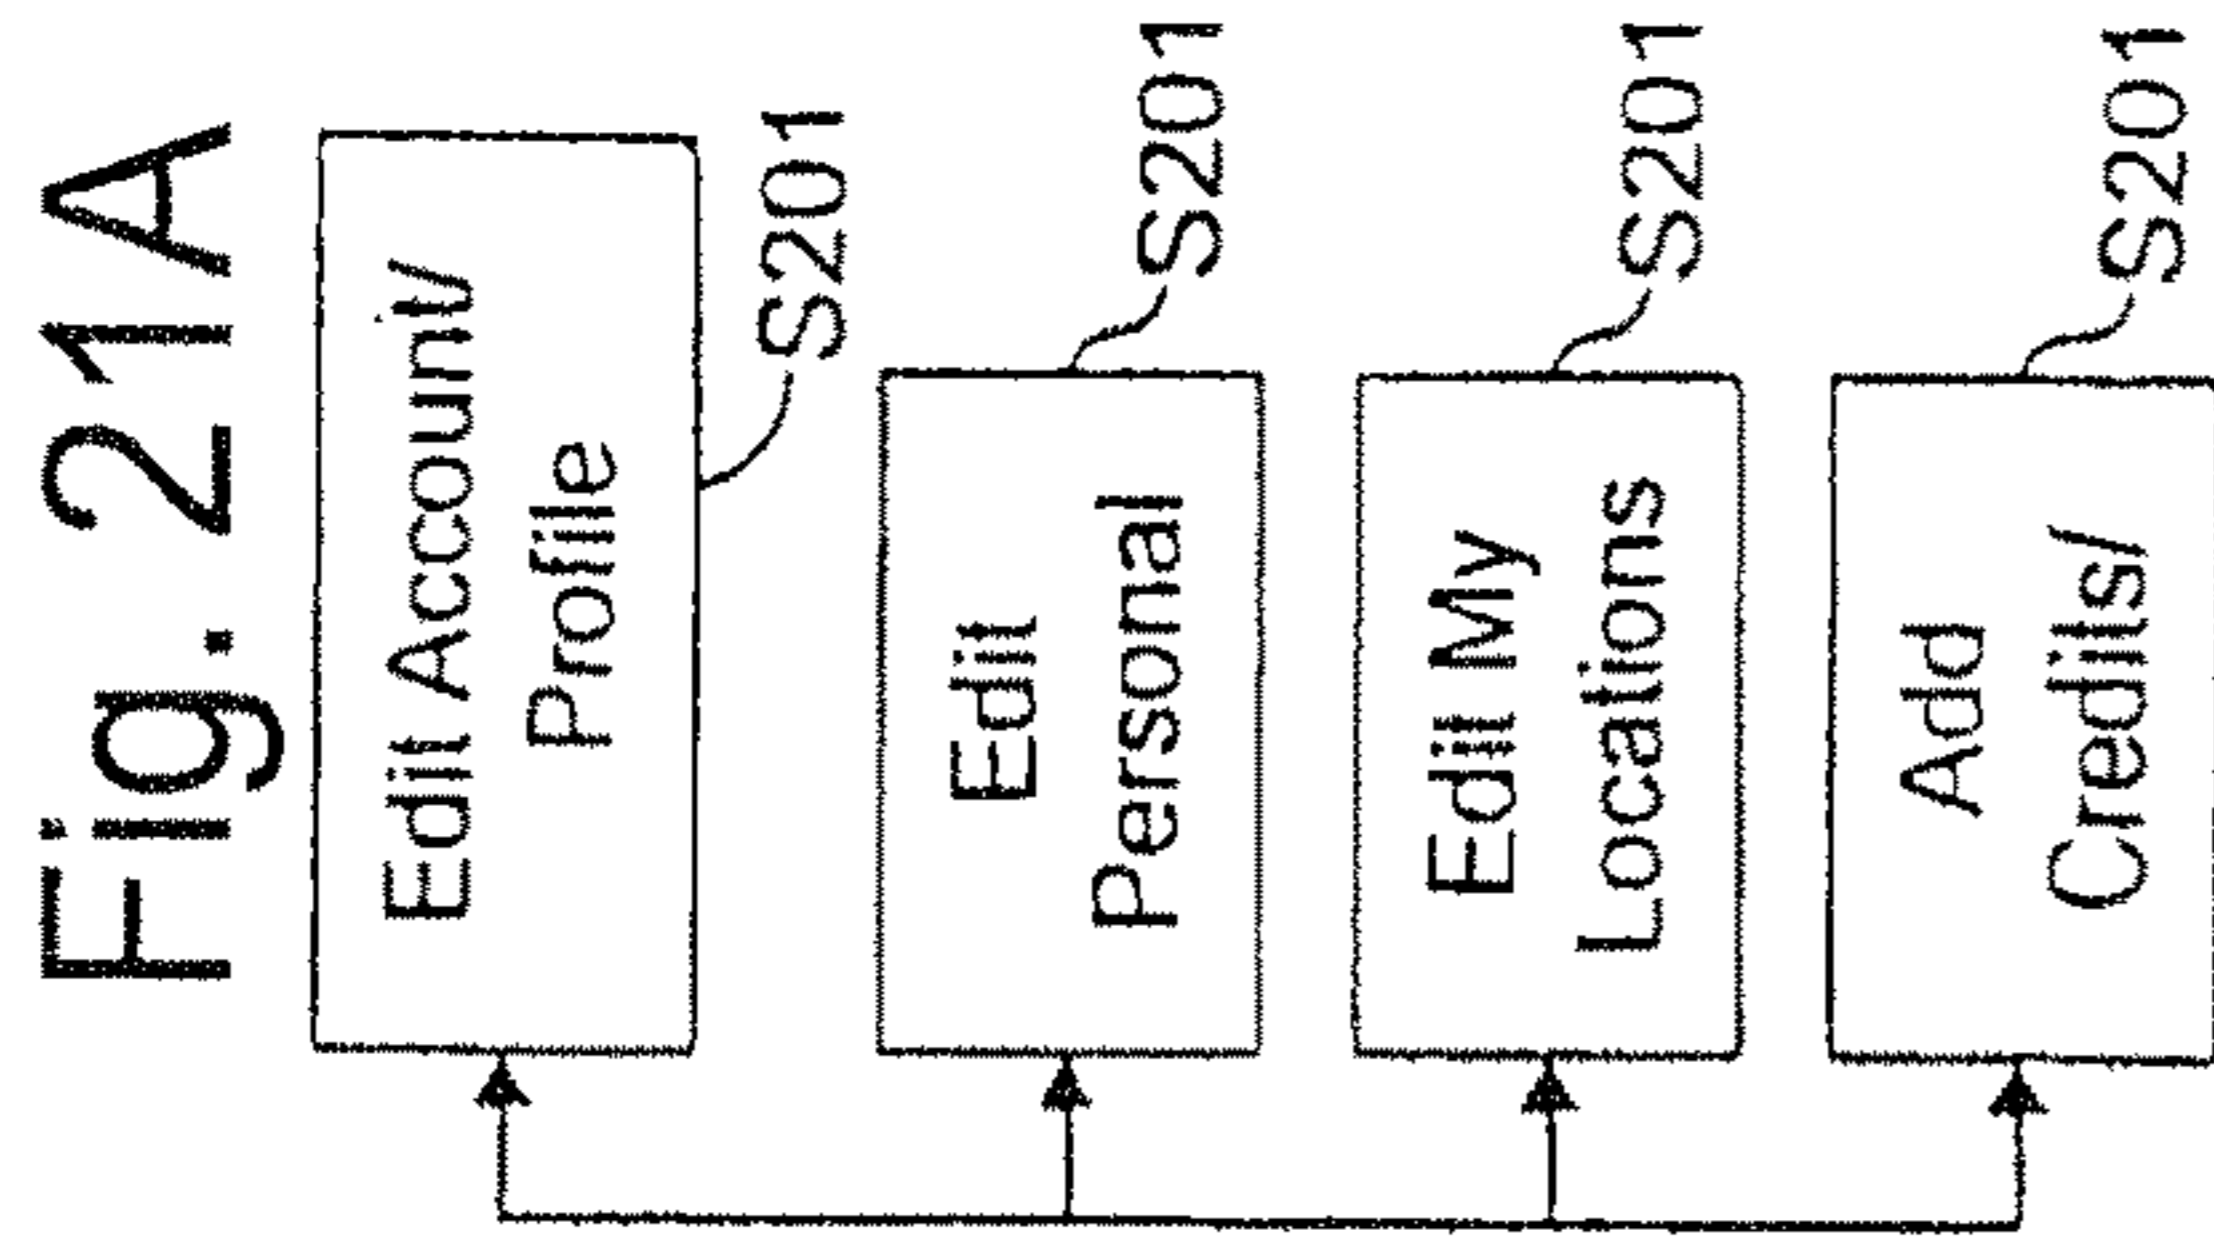 Fig. 21A
Edit Account/
Profile
S201
Edit
Personal
S201
Edit My
Locations
S201
Add
Credits/
S201